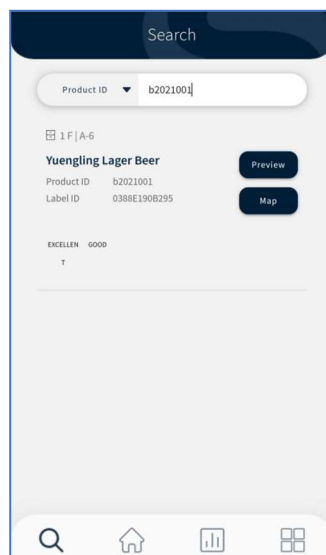 Search
Product ID b2021001
1 F | A-6
Yuengling Lager Beer
Preview
Product ID b2021001
Label ID 0388E190B295
Map
EXCELLEN GOOD
T